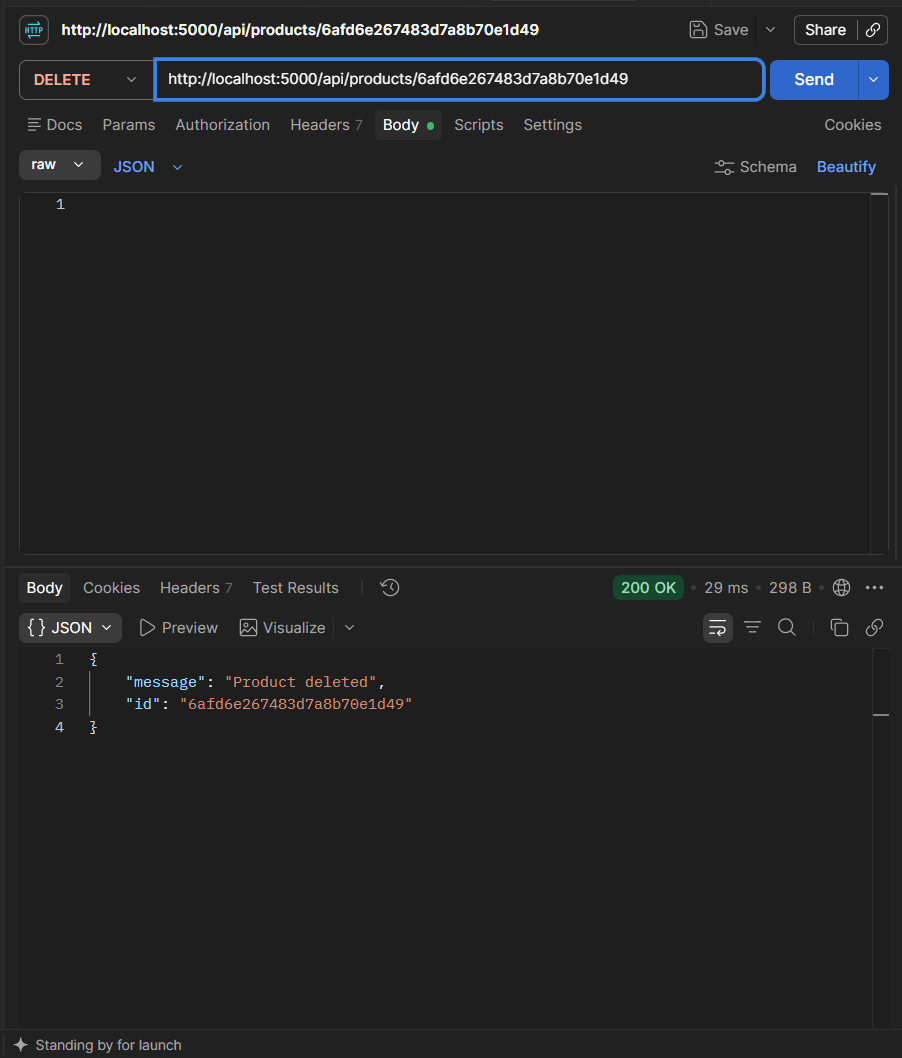 HTTP http://localhost:5000/api/products/6afd6e267483d7a8b70e1d49 Save Share
DELETE http://localhost:5000/api/products/6afd6e267483d7a8b70e1d49 Send
Docs Params Authorization Headers 7 Body Scripts Settings Cookies
raw JSON Schema Beautify
1
Body Cookies Headers 7 Test Results 200 OK • 29 ms • 298 B •
{} JSON Preview Visualize
1 {
2 "message": "Product deleted",
3 "id": "6afd6e267483d7a8b70e1d49"
4 }
Standing by for launch